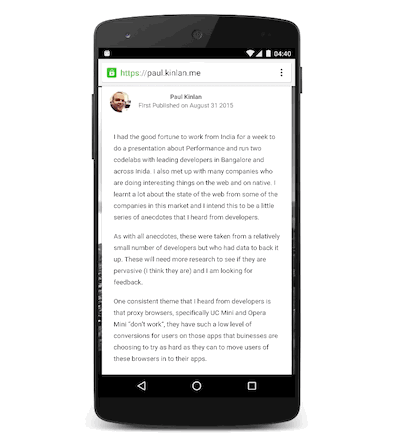 04:40
https://paul.kinlan.me
Paul Kinlan
First Published on August 31 2015
I had the good fortune to work from India for a week to
do a presentation about Performance and run two
codelabs with leading developers in Bangalore and
across Inida. I also met up with many companies who
are doing interesting things on the web and on native. I
learnt a lot about the state of the web from some of the
companies in this market and I intend this to be a little
series of anecdotes that I heard from developers.
As with all anecdotes, these were taken from a relatively
small number of developers but who had data to back it
up. These will need more research to see if they are
pervasive (I think they are) and I am looking for
feedback.
One consistent theme that I heard from developers is
that proxy browsers, specifically UC Mini and Opera
Mini "don't work", they have such a low level of
conversions for users on those apps that buinesses are
choosing to try as hard as they can to move users of
these browsers in to their apps.